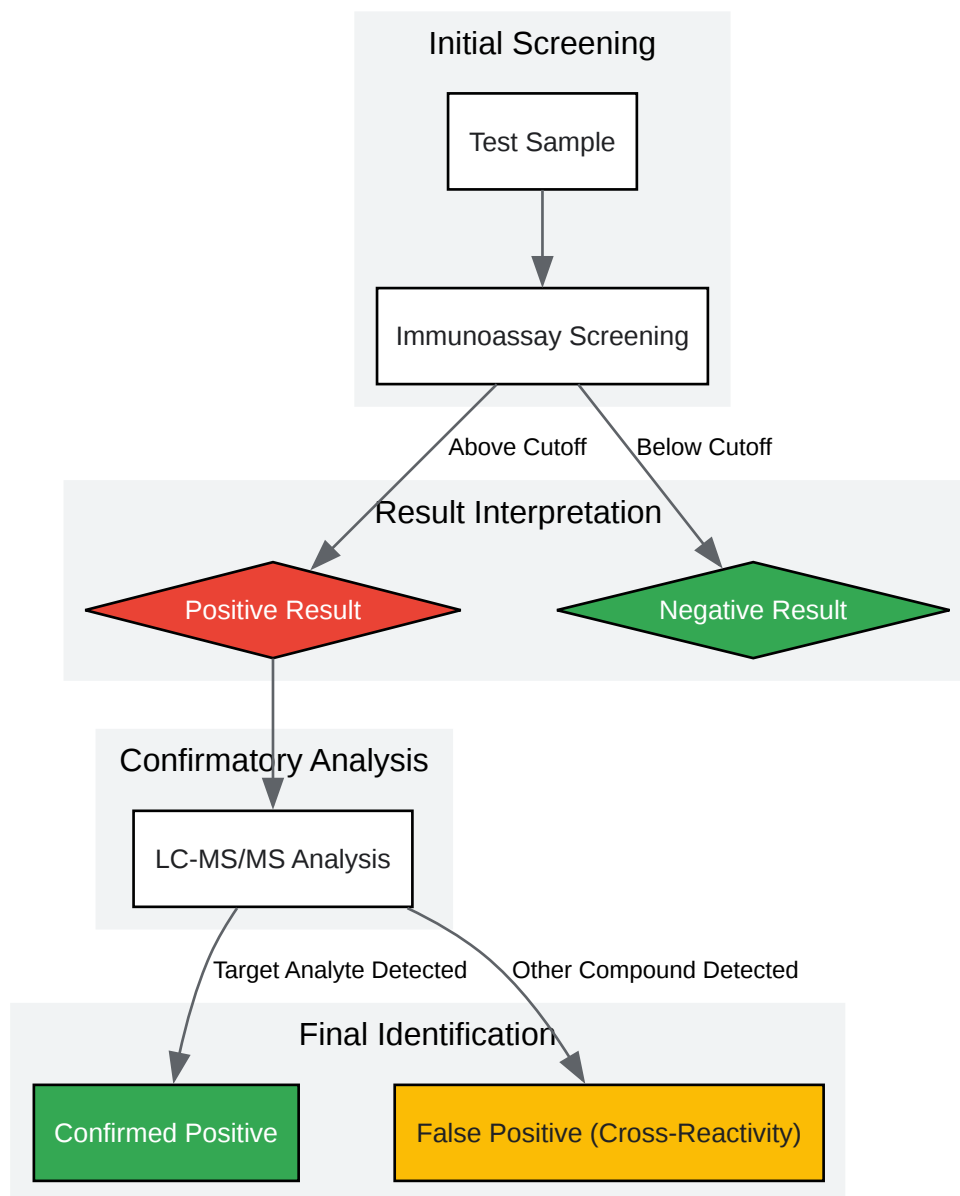 Initial Screening
Test Sample
Immunoassay Screening
Above Cutoff
Below Cutoff
Result Interpretation
Positive Result
Negative Result
Confirmatory Analysis
LC-MS/MS Analysis
Target Analyte Detected
Other Compound Detected
Final Identification
Confirmed Positive
False Positive (Cross-Reactivity)